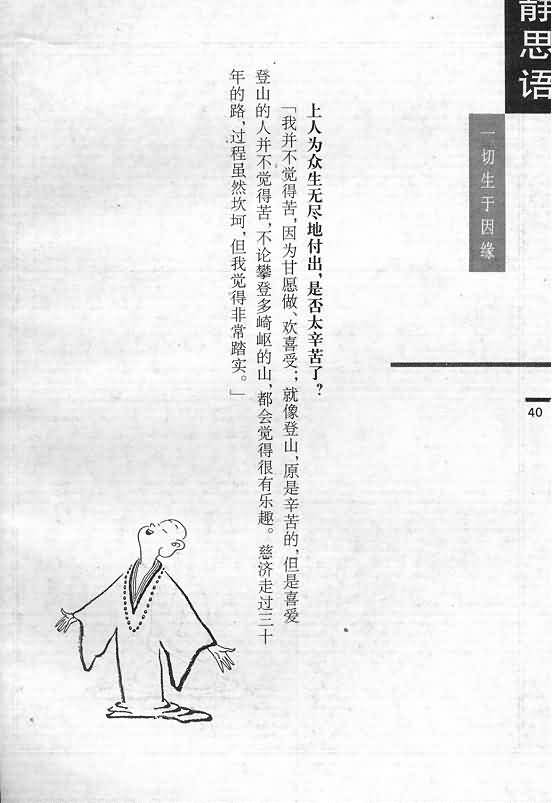 静思语
一切生于因缘
40
上人为众生无尽地付出，是否太辛苦了？
「我并不觉得苦，因为甘愿做、欢喜受；就像登山，原是辛苦的，但是喜爱
登山的人并不觉得苦，不论攀登多崎岖的山，都会觉得很有乐趣。慈济走过三十
年的路，过程虽然坎坷，但我觉得非常踏实。」